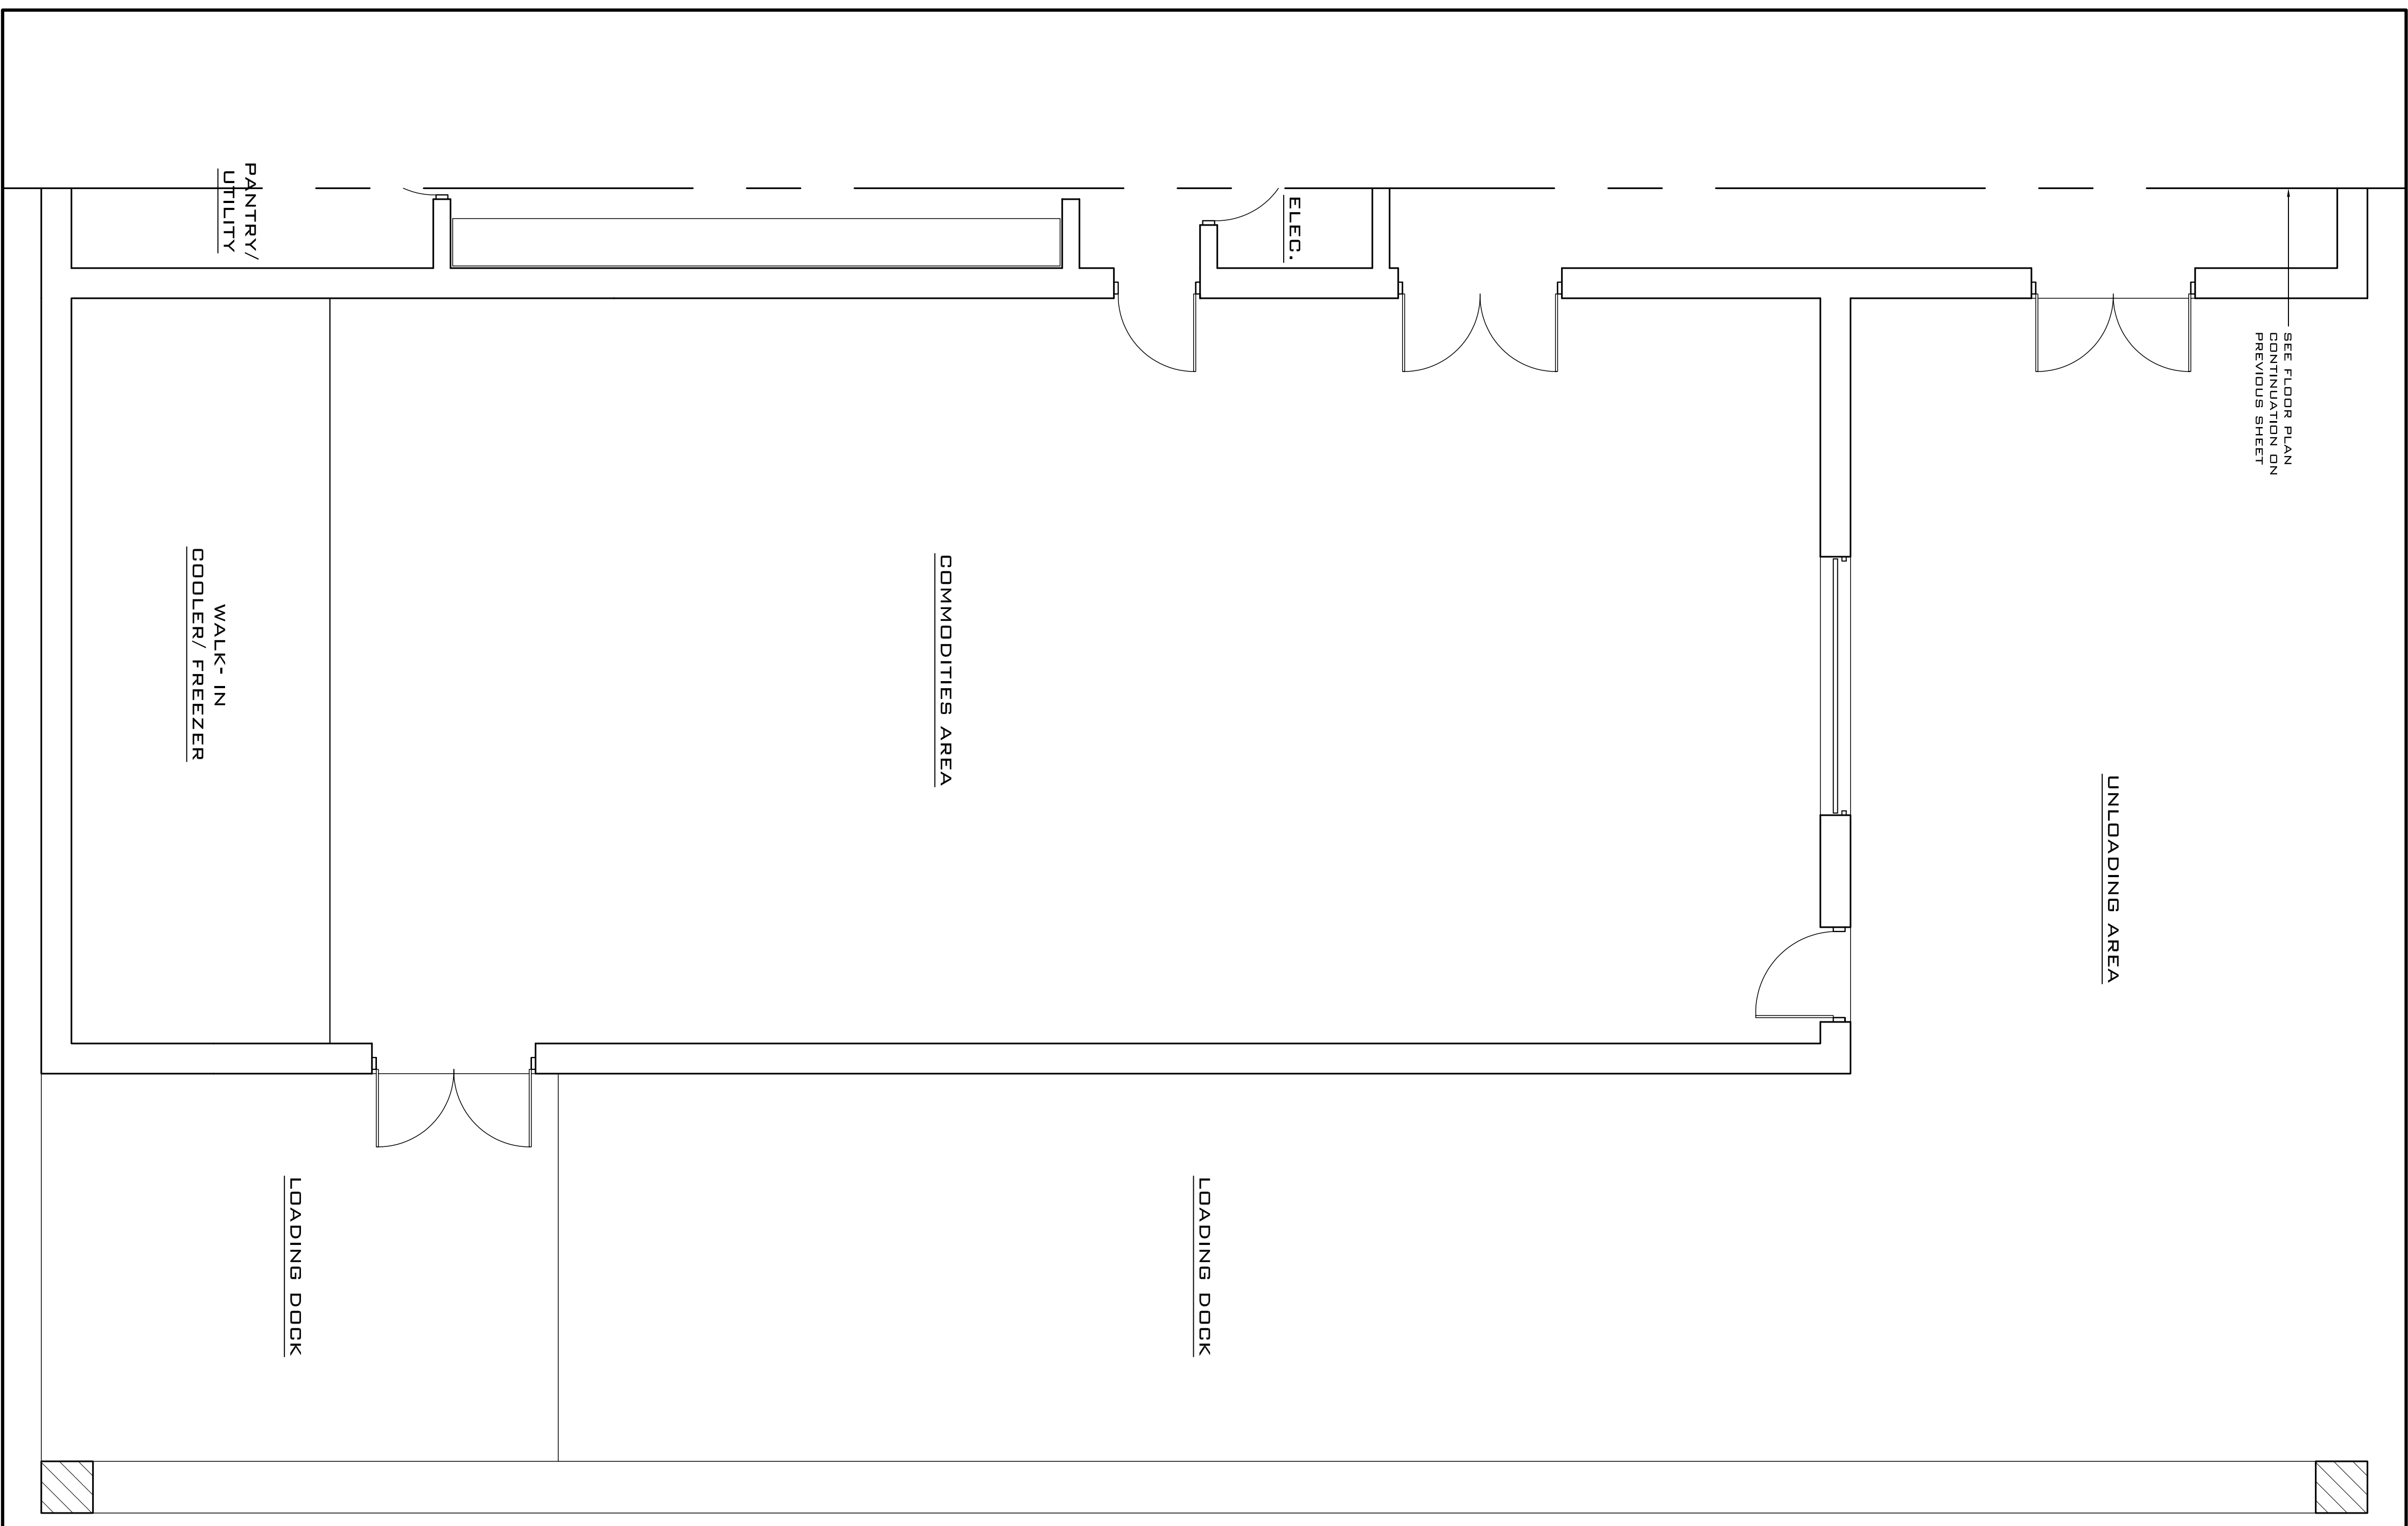 PANTRY/
UTILITY
ELEC.
SEE FLOOR PLAN
CONTINUATION ON
PREVIOUS SHEET
WALK- IN
COOLER/ FREEZER
COMMODITIES AREA
UNLOADING AREA
LOADING DOCK
LOADING DOCK